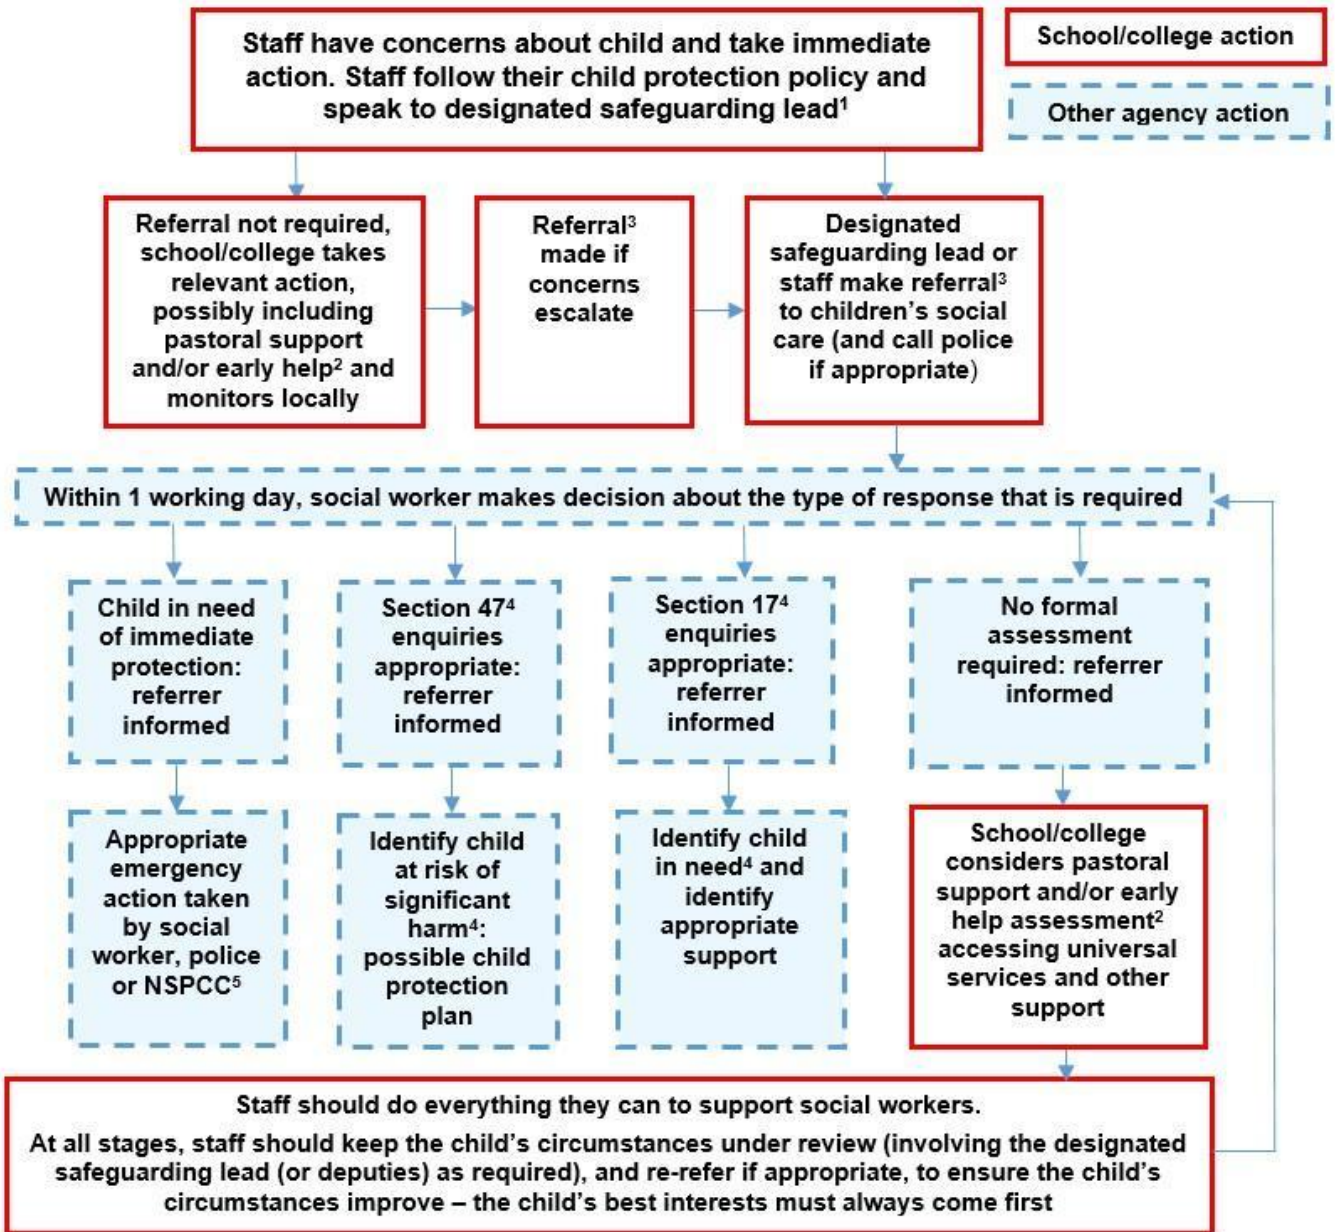 Staff have concerns about child and take immediate
action. Staff follow their child protection policy and
speak to designated safeguarding lead¹
School/college action
Other agency action
Referral not required,
school/college takes
relevant action,
possibly including
pastoral support
and/or early help² and
monitors locally
Referral³
made if
concerns
escalate
Designated
safeguarding lead or
staff make referral³
to children’s social
care (and call police
if appropriate)
Within 1 working day, social worker makes decision about the type of response that is required
Child in need
of immediate
protection:
referrer
informed
Section 47⁴
enquiries
appropriate:
referrer
informed
Section 17⁴
enquiries
appropriate:
referrer
informed
No formal
assessment
required: referrer
informed
Appropriate
emergency
action taken
by social
worker, police
or NSPCC⁵
Identify child
at risk of
significant
harm⁴:
possible child
protection
plan
Identify child
in need⁴ and
identify
appropriate
support
School/college
considers pastoral
support and/or early
help assessment²
accessing universal
services and other
support
Staff should do everything they can to support social workers.
At all stages, staff should keep the child’s circumstances under review (involving the designated
safeguarding lead (or deputies) as required), and re-refer if appropriate, to ensure the child’s
circumstances improve – the child’s best interests must always come first